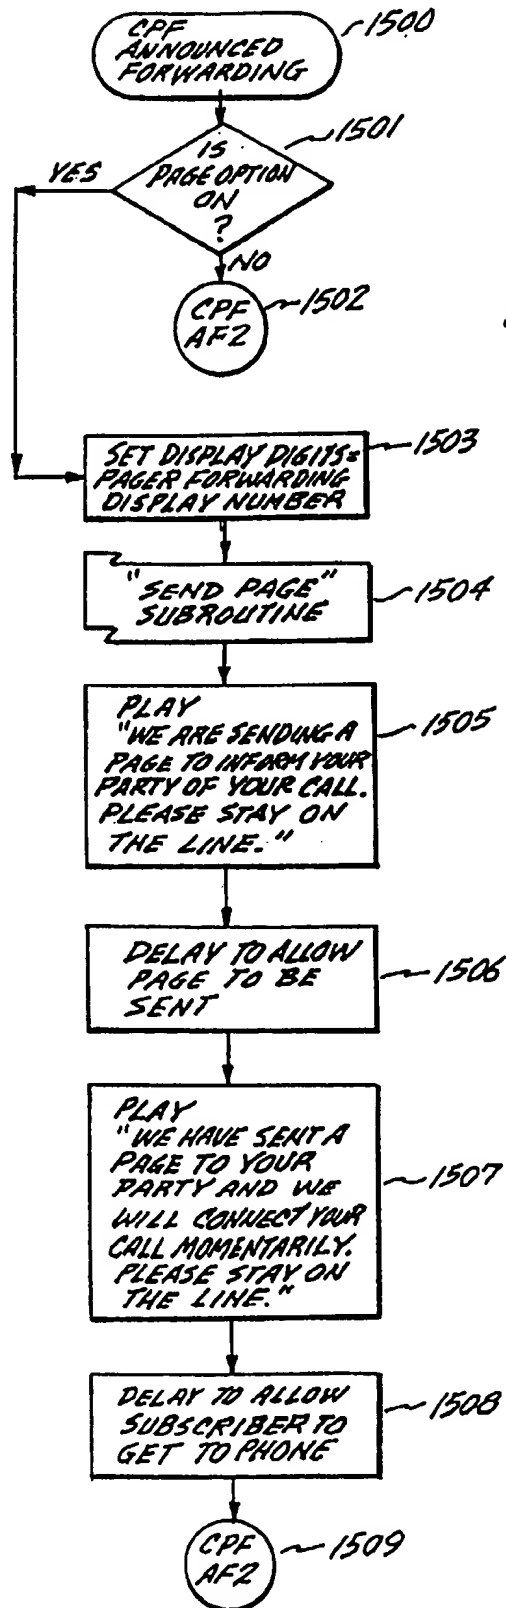 CPF
ANNOUNCED
FORWARDING
1500
1501
IS
PAGE OPTION
ON
?
YES
NO
CPF
AF2
1502
SET DISPLAY DIGITS=
PAGER FORWARDING
DISPLAY NUMBER
1503
"SEND PAGE"
SUBROUTINE
1504
PLAY
"WE ARE SENDING A
PAGE TO INFORM YOUR
PARTY OF YOUR CALL.
PLEASE STAY ON
THE LINE."
1505
DELAY TO ALLOW
PAGE TO BE
SENT
1506
PLAY
"WE HAVE SENT A
PAGE TO YOUR
PARTY AND WE
WILL CONNECT YOUR
CALL MOMENTARILY.
PLEASE STAY ON
THE LINE."
1507
DELAY TO ALLOW
SUBSCRIBER TO
GET TO PHONE
1508
CPF
AF2
1509